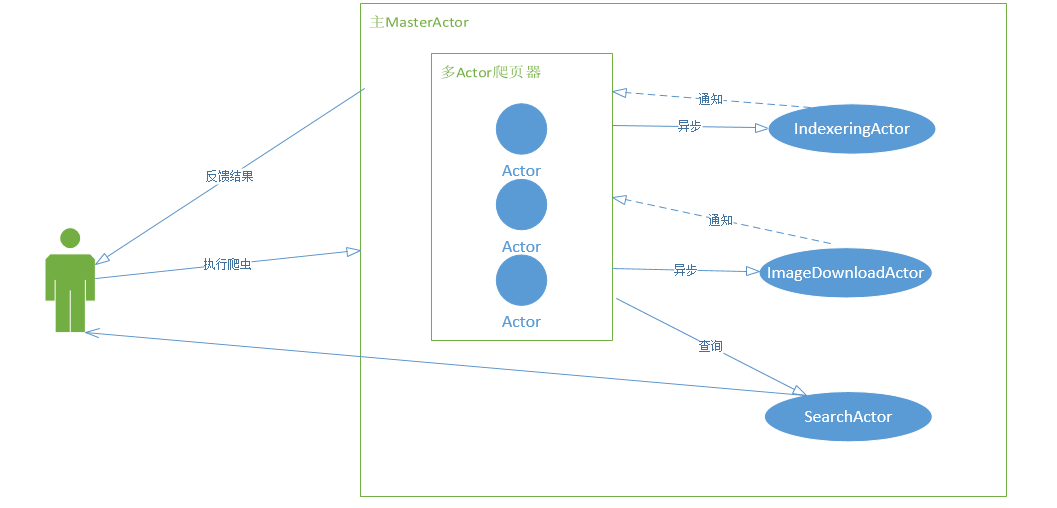 主MasterActor
多Actor爬页器
通知
IndexeringActor
异步
Actor
反馈结果
Actor
通知
执行爬虫
异步
ImageDownloadActor
Actor
查询
SearchActor